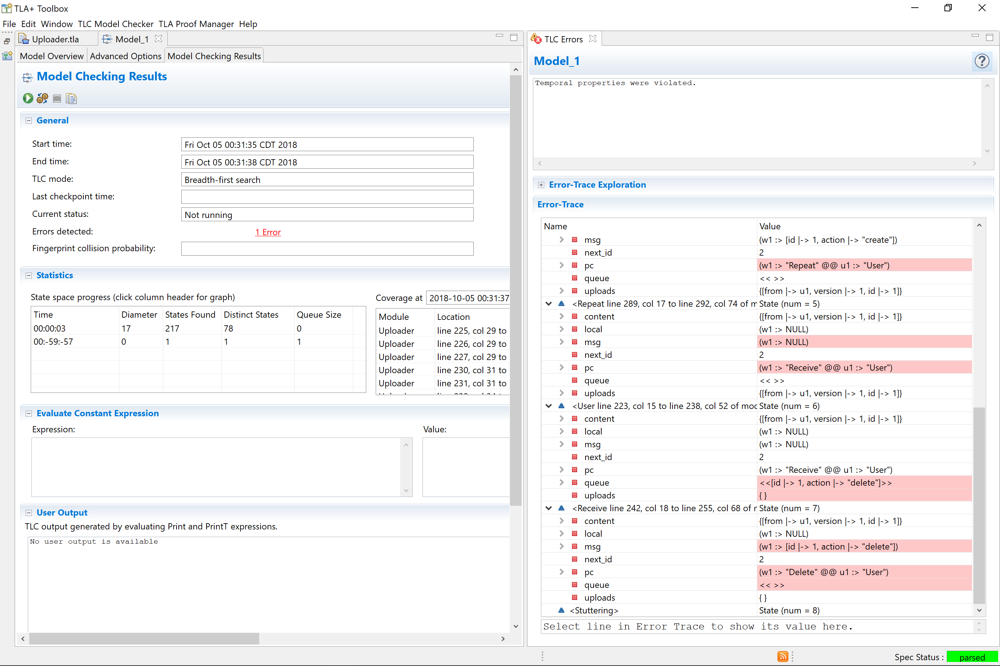 TLA+ Toolbox
File Edit Window TLC Model Checker TLA Proof Manager Help
Uploader.tla
Model_1
Model Overview
Advanced Options
Model Checking Results
Model Checking Results
General
Start time: Fri Oct 05 00:31:35 CDT 2018
End time: Fri Oct 05 00:31:38 CDT 2018
TLC mode: Breadth-first search
Last checkpoint time:
Current status: Not running
Errors detected: 1 Error
Fingerprint collision probability:
Statistics
State space progress (click column header for graph)
Time Diameter States Found Distinct States Queue Size
00:00:03 17 217 78 0
00:-59:-57 0 1 1 1
Coverage at 2018-10-05 00:31:37
Module Location
Uploader line 225, col 29 to
Uploader line 226, col 29 to
Uploader line 227, col 29 to
Uploader line 230, col 31 to
Uploader line 231, col 31 to
Evaluate Constant Expression
Expression:
Value:
User Output
TLC output generated by evaluating Print and PrintT expressions.
No user output is available
TLC Errors
Model_1
Temporal properties were violated.
Error-Trace Exploration
Error-Trace
Name Value
msg (w1 :> [id |-> 1, action |-> "create"])
next_id 2
pc (w1 :> "Repeat" @@ u1 :> "User")
queue << >>
uploads {[from |-> u1, version |-> 1, id |-> 1]}
<Repeat line 289, col 17 to line 292, col 74 of m State (num = 5)
content {[from |-> u1, version |-> 1, id |-> 1]}
local (w1 :> NULL)
msg (w1 :> NULL)
next_id 2
pc (w1 :> "Receive" @@ u1 :> "User")
queue << >>
uploads {[from |-> u1, version |-> 1, id |-> 1]}
<User line 223, col 15 to line 238, col 52 of moc State (num = 6)
content {[from |-> u1, version |-> 1, id |-> 1]}
local (w1 :> NULL)
msg (w1 :> NULL)
next_id 2
pc (w1 :> "Receive" @@ u1 :> "User")
queue <<[id |-> 1, action |-> "delete"]>>
uploads { }
<Receive line 242, col 18 to line 255, col 68 of r State (num = 7)
content {[from |-> u1, version |-> 1, id |-> 1]}
local (w1 :> NULL)
msg (w1 :> [id |-> 1, action |-> "delete"])
next_id 2
pc (w1 :> "Delete" @@ u1 :> "User")
queue << >>
uploads { }
<Stuttering> State (num = 8)
Select line in Error Trace to show its value here.
Spec Status : parsed